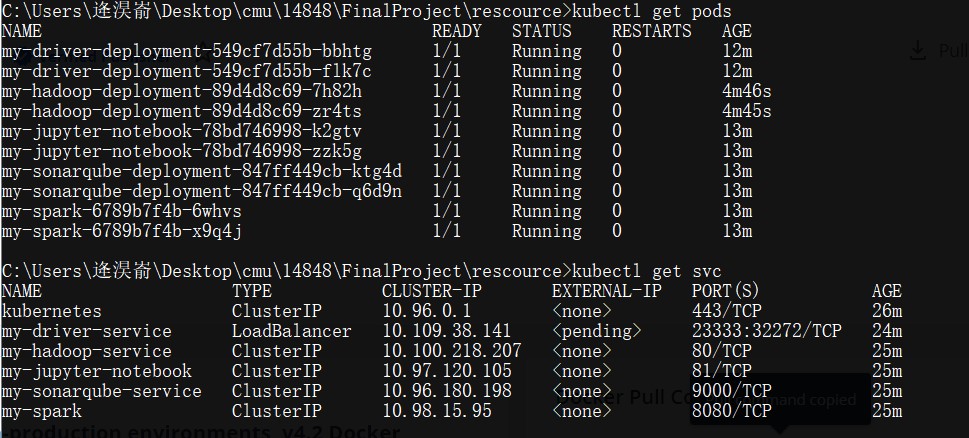 C:\Users\逄淏嵛\Desktop\cmu\14848\FinalProject\rescource>kubectl get pods
NAME READY STATUS RESTARTS AGE
my-driver-deployment-549cf7d55b-bbhtg 1/1 Running 0 12m
my-driver-deployment-549cf7d55b-flk7c 1/1 Running 0 12m
my-hadoop-deployment-89d4d8c69-7h82h 1/1 Running 0 4m46s
my-hadoop-deployment-89d4d8c69-zr4ts 1/1 Running 0 4m45s
my-jupyter-notebook-78bd746998-k2gtv 1/1 Running 0 13m
my-jupyter-notebook-78bd746998-zzk5g 1/1 Running 0 13m
my-sonarqube-deployment-847ff449cb-ktg4d 1/1 Running 0 13m
my-sonarqube-deployment-847ff449cb-q6d9n 1/1 Running 0 13m
my-spark-6789b7f4b-6whvs 1/1 Running 0 13m
my-spark-6789b7f4b-x9q4j 1/1 Running 0 13m
C:\Users\逄淏嵛\Desktop\cmu\14848\FinalProject\rescource>kubectl get svc
NAME TYPE CLUSTER-IP EXTERNAL-IP PORT(S) AGE
kubernetes ClusterIP 10.96.0.1 <none> 443/TCP 26m
my-driver-service LoadBalancer 10.109.38.141 <pending> 23333:32272/TCP 24m
my-hadoop-service ClusterIP 10.100.218.207 <none> 80/TCP 25m
my-jupyter-notebook ClusterIP 10.97.120.105 <none> 81/TCP 25m
my-sonarqube-service ClusterIP 10.96.180.198 <none> 9000/TCP 25m
my-spark ClusterIP 10.98.15.95 <none> 8080/TCP 25m
Pull
Docker Pull
copied
-production environments v4.2 Docker